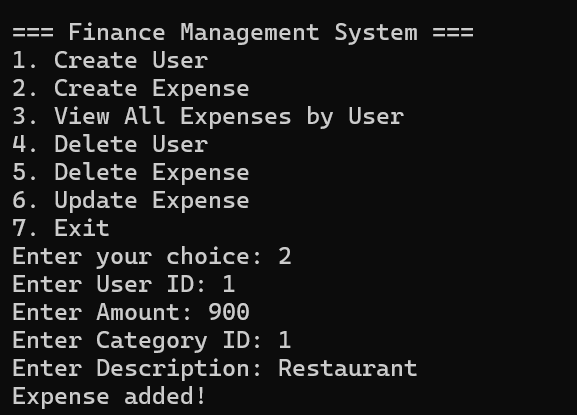 === Finance Management System ===
1. Create User
2. Create Expense
3. View All Expenses by User
4. Delete User
5. Delete Expense
6. Update Expense
7. Exit
Enter your choice: 2
Enter User ID: 1
Enter Amount: 900
Enter Category ID: 1
Enter Description: Restaurant
Expense added!